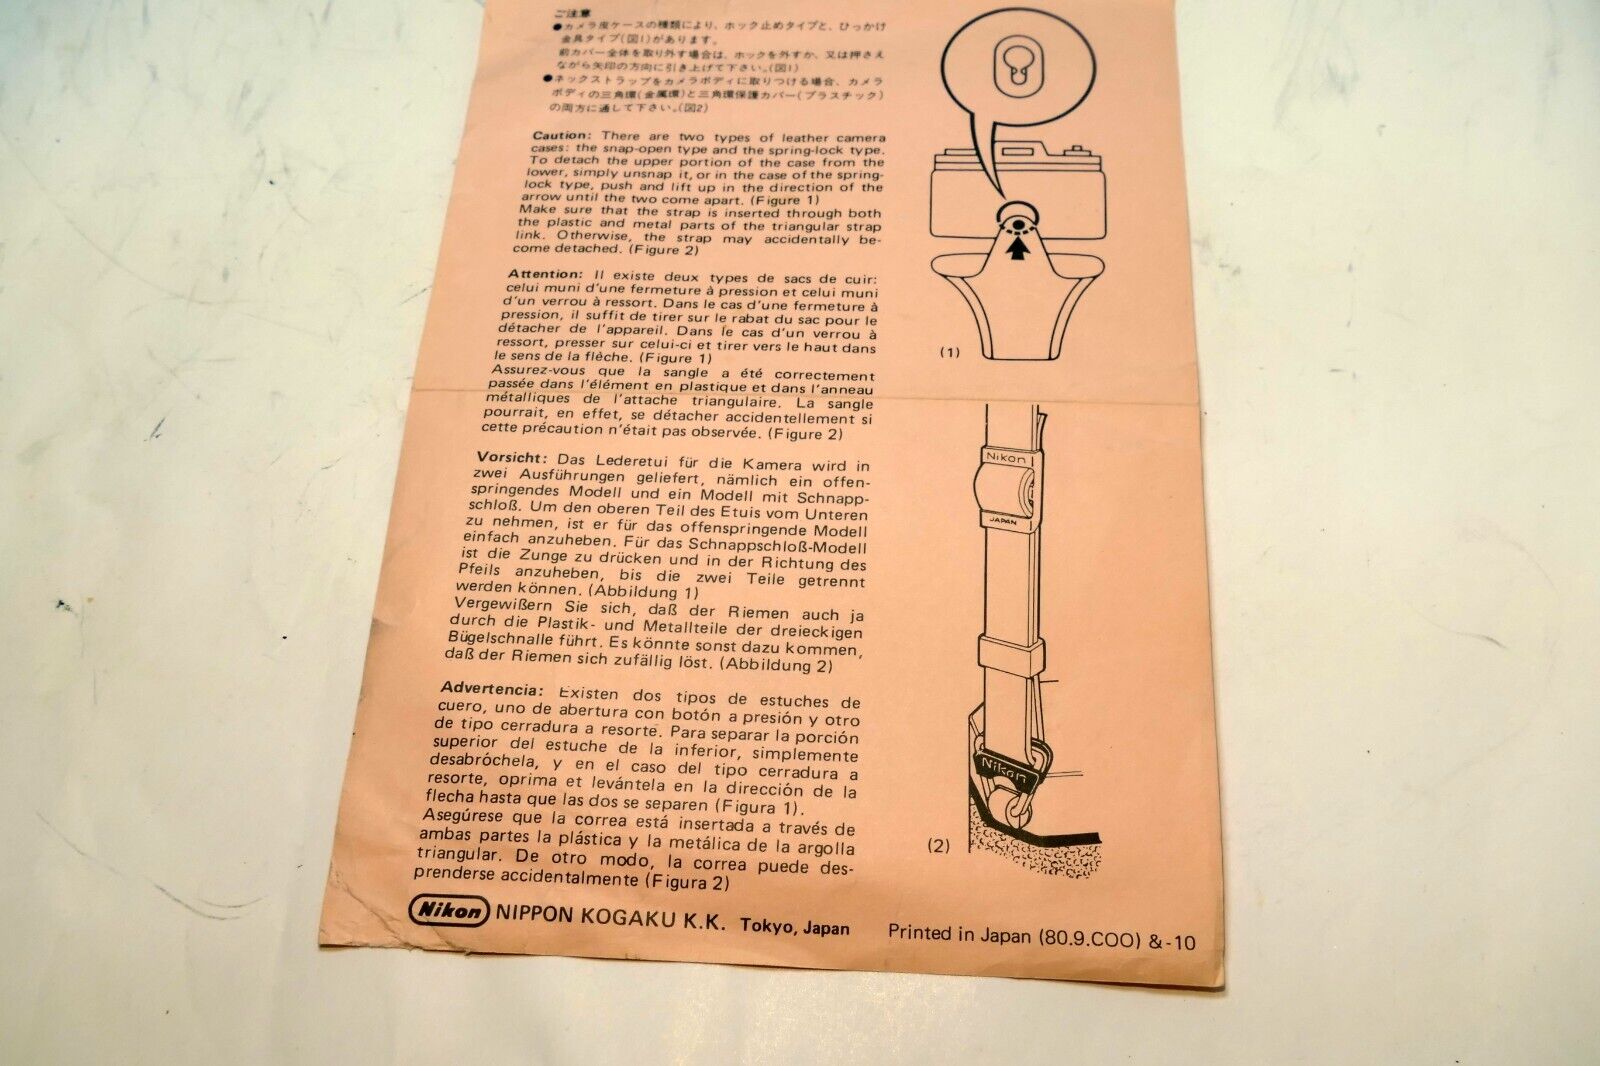 ご注意
●カメラ皮ケースの種類により、ホック止めタイプと、ひっかけ
金具タイプ(図1)があります。
前カバー全体を取り外す場合は、ホックを外すか、又は押さえ
ながら矢印の方向に引き上げて下さい。(図1)
●ネックストラップをカメラボディに取りつける場合、カメラ
ボディの三角環(金属環)と三角環保護カバー(プラスチック)
の両方に通して下さい。(図2)
Caution: There are two types of leather camera
cases: the snap-open type and the spring-lock type.
To detach the upper portion of the case from the
lower, simply unsnap it, or in the case of the spring-
lock type, push and lift up in the direction of the
arrow until the two come apart. (Figure 1)
Make sure that the strap is inserted through both
the plastic and metal parts of the triangular strap
link. Otherwise, the strap may accidentally be-
come detached. (Figure 2)
Attention: Il existe deux types de sacs de cuir:
celui muni d'une fermeture à pression et celui muni
d'un verrou à ressort. Dans le cas d'une fermeture à
pression, il suffit de tirer sur le rabat du sac pour le
détacher de l'appareil. Dans le cas d'un verrou à
ressort, presser sur celui-ci et tirer vers le haut dans
le sens de la flèche. (Figure 1)
Assurez-vous que la sangle a été correctement
passée dans l'élément en plastique et dans l'anneau
métalliques de l'attache triangulaire. La sangle
pourrait, en effet, se détacher accidentellement si
cette précaution n'était pas observée. (Figure 2)
Vorsicht: Das Lederetui für die Kamera wird in
zwei Ausführungen geliefert, nämlich ein offen-
springendes Modell und ein Modell mit Schnapp-
schloß. Um den oberen Teil des Etuis vom Unteren
zu nehmen, ist er für das offenspringende Modell
einfach anzuheben. Für das Schnappschloß-Modell
ist die Zunge zu drücken und in der Richtung des
Pfeils anzuheben, bis die zwei Teile getrennt
werden können. (Abbildung 1)
Vergewißern Sie sich, daß der Riemen auch ja
durch die Plastik- und Metallteile der dreieckigen
Bügelschnalle führt. Es könnte sonst dazu kommen,
daß der Riemen sich zufällig löst. (Abbildung 2)
Advertencia: Existen dos tipos de estuches de
cuero, uno de abertura con botón a presión y otro
de tipo cerradura a resorte. Para separar la porción
superior del estuche de la inferior, simplemente
desabróchela, y en el caso del tipo cerradura a
resorte, oprima et levántela en la dirección de la
flecha hasta que las dos se separen (Figura 1).
Asegúrese que la correa está insertada a través de
ambas partes la plástica y la metálica de la argolla
triangular. De otro modo, la correa puede des-
prenderse accidentalmente (Figura 2)
(1)
Nikon
JAPAN
Nikon
(2)
Nikon NIPPON KOGAKU K.K. Tokyo, Japan Printed in Japan (80.9.COO) &-10